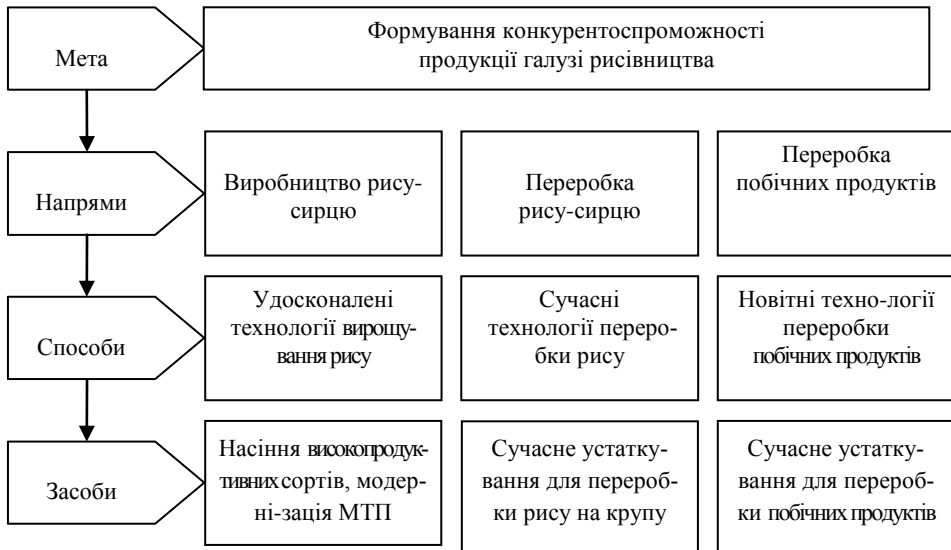 Мета
Формування конкурентоспроможності
продукції галузі рисівництва
Напрями
Виробництво рису-
сирцю
Переробка
рису-сирцю
Переробка
побічних продуктів
Способи
Удосконалені
технології вирощу-
вання рису
Сучасні
технології переро-
бки рису
Новітні техно-логії
переробки
побічних продуктів
Засоби
Насіння високопродук-
тивних сортів, модер-
ні-зація МТП
Сучасне устатку-
вання для перероб-
ки рису на крупу
Сучасне устатку-
вання для перероб-
ки побічних продуктів